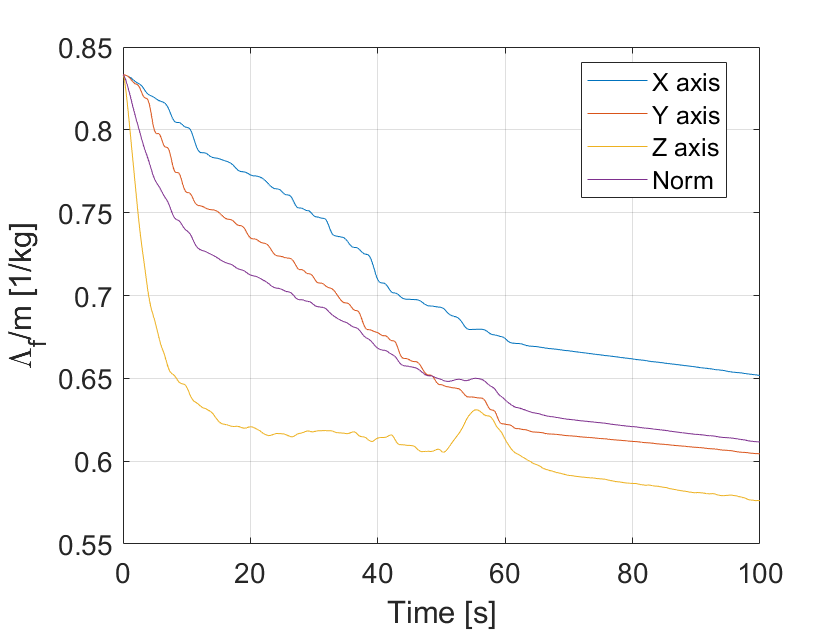 0.85
0.8
0.75
0.7
0.65
0.6
0.55
0
20
40
60
80
100
Time [s]
Λf/m [1/kg]
X axis
Y axis
Z axis
Norm